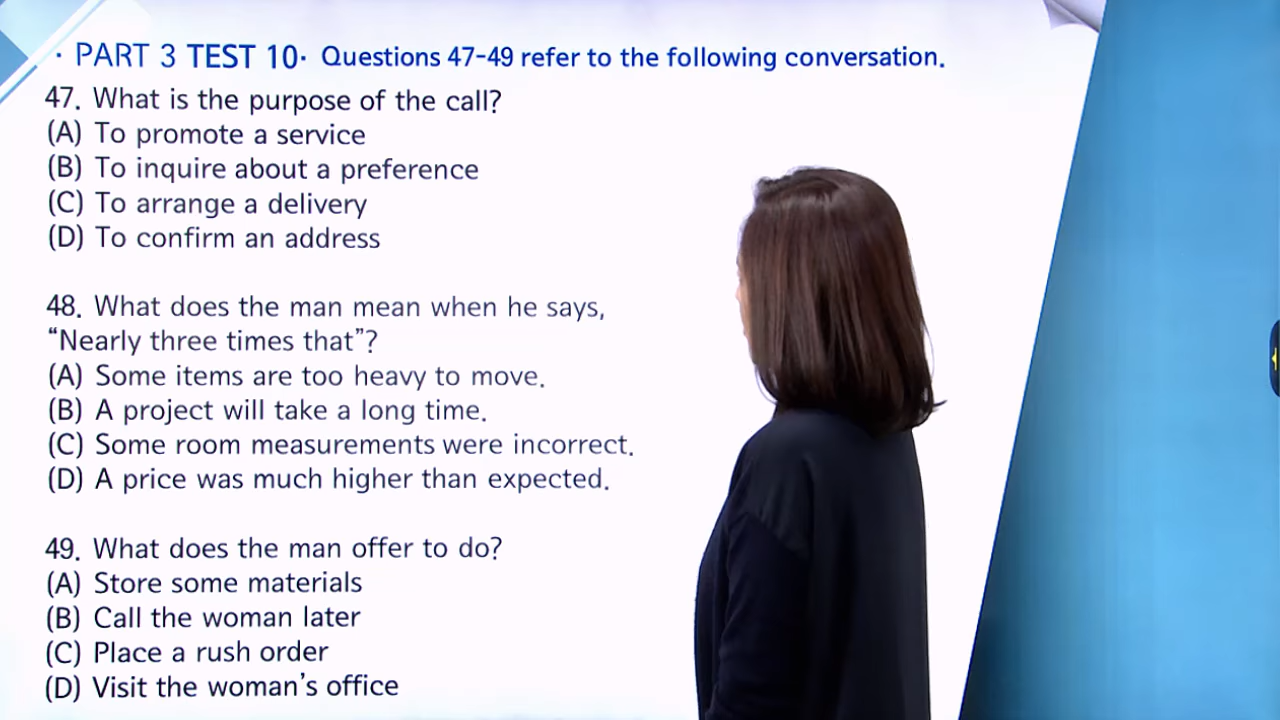 · PART 3 TEST 10· Questions 47-49 refer to the following conversation.
47. What is the purpose of the call?
(A) To promote a service
(B) To inquire about a preference
(C) To arrange a delivery
(D) To confirm an address
48. What does the man mean when he says,
“Nearly three times that”?
(A) Some items are too heavy to move.
(B) A project will take a long time.
(C) Some room measurements were incorrect.
(D) A price was much higher than expected.
49. What does the man offer to do?
(A) Store some materials
(B) Call the woman later
(C) Place a rush order
(D) Visit the woman’s office